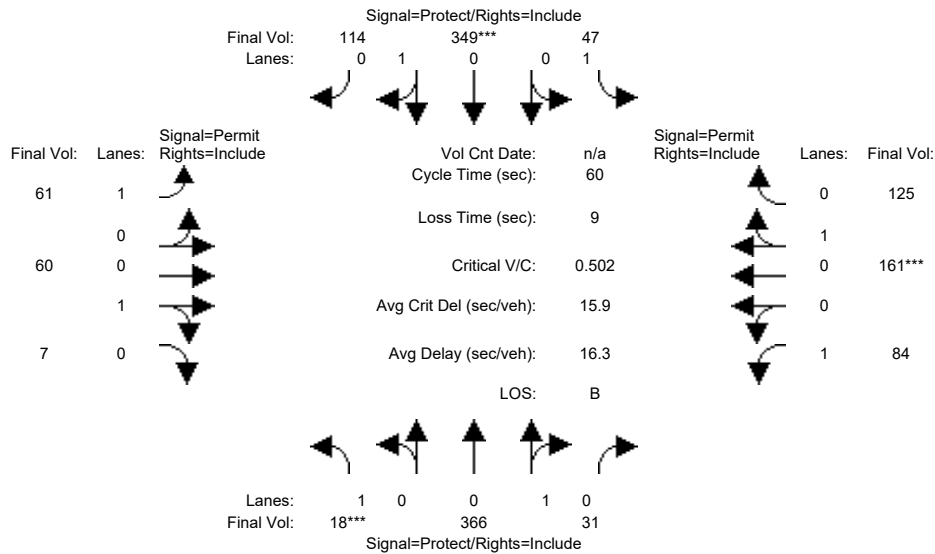 Signal=Protect/Rights=Include
Final Vol: 114 349*** 47
Lanes: 0 1 0 0 1
Signal=Permit
Final Vol: Lanes: Rights=Include
Vol Cnt Date: n/a
Signal=Permit
Rights=Include Lanes: Final Vol:
Cycle Time (sec): 60
61 1
0 125
Loss Time (sec): 9
0
1
60 0
Critical V/C: 0.502
0 161***
1
Avg Crit Del (sec/veh): 15.9
0
7 0
Avg Delay (sec/veh): 16.3
1 84
LOS: B
Lanes: 1 0 0 1 0
Final Vol: 18*** 366 31
Signal=Protect/Rights=Include